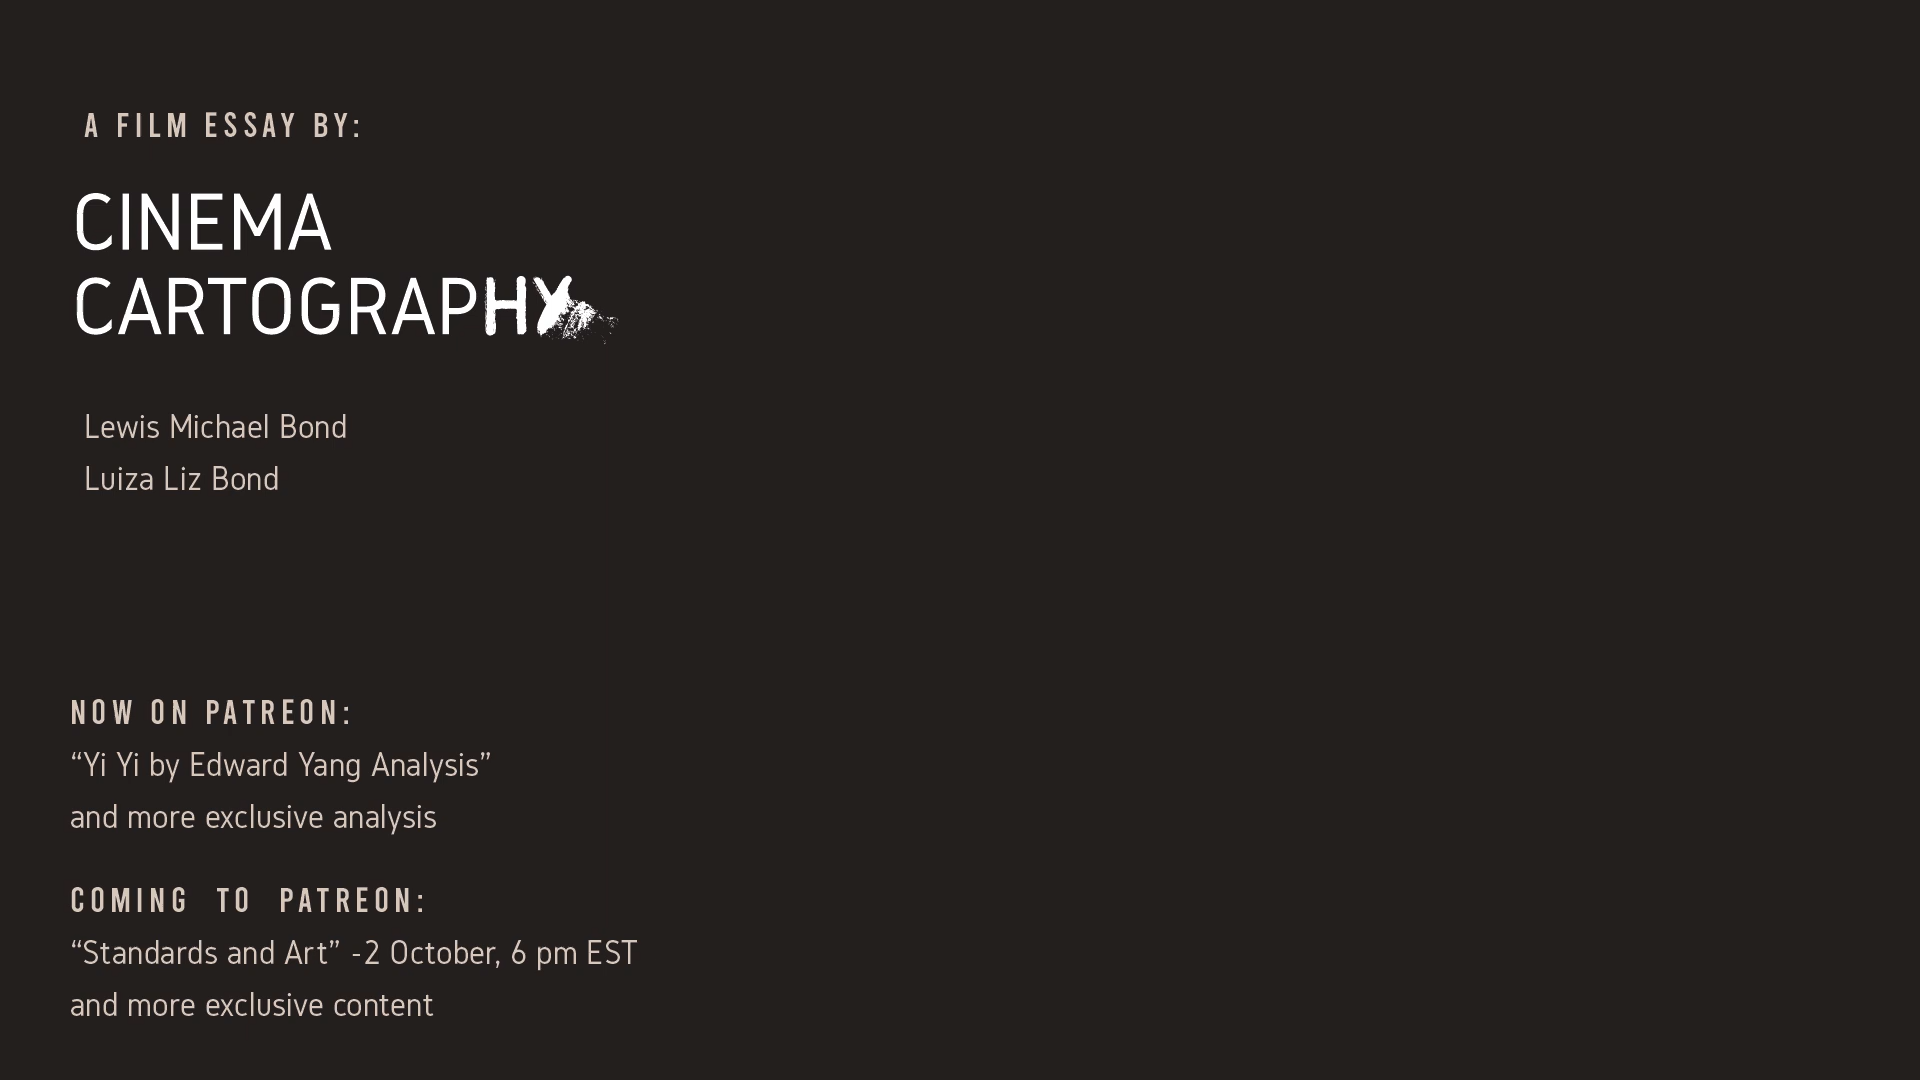 A FILM ESSAY BY:
CINEMA
CARTOGRAPHY
Lewis Michael Bond
Luiza Liz Bond
NOW ON PATREON:
“Yi Yi by Edward Yang Analysis”
and more exclusive analysis
COMING TO PATREON:
“Standards and Art” -2 October, 6 pm EST
and more exclusive content